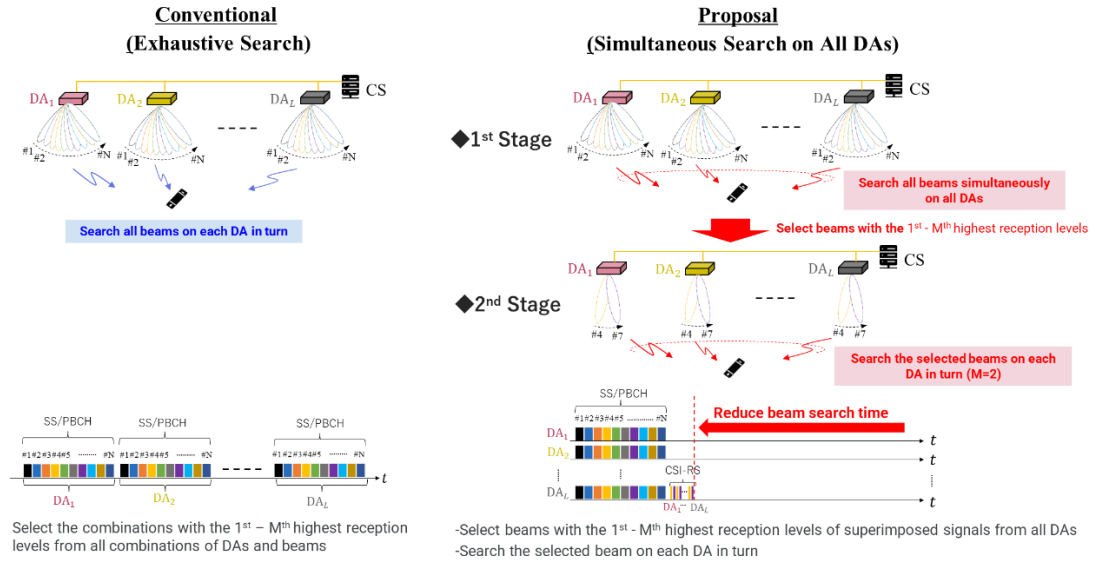 Conventional
(Exhaustive Search)
DA₁
DA₂
DA_L
CS
#1
#2
#N
#1
#2
#N
#1
#2
#N
Search all beams on each DA in turn
SS/PBCH
SS/PBCH
SS/PBCH
#1#2#3#4#5 ········ #N
#1#2#3#4#5 ········ #N
#1#2#3#4#5 ········ #N
t
DA₁
DA₂
DA_L
Select the combinations with the 1st – Mth highest reception
levels from all combinations of DAs and beams
Proposal
(Simultaneous Search on All DAs)
◆1st Stage
DA₁
DA₂
DA_L
CS
#1
#2
#N
#1
#2
#N
#1
#2
#N
Search all beams simultaneously
on all DAs
Select beams with the 1st - Mth highest reception levels
◆2nd Stage
DA₁
DA₂
DA_L
CS
#4 #7
#4 #7
#4 #7
Search the selected beams on each
DA in turn (M=2)
SS/PBCH
#1#2#3#4#5 ············ #N
Reduce beam search time
DA₁
t
DA₂
t
CSI-RS
DA_L
t
DA₁ ··· DA_L
-Select beams with the 1st - Mth highest reception levels of superimposed signals from all DAs
-Search the selected beam on each DA in turn